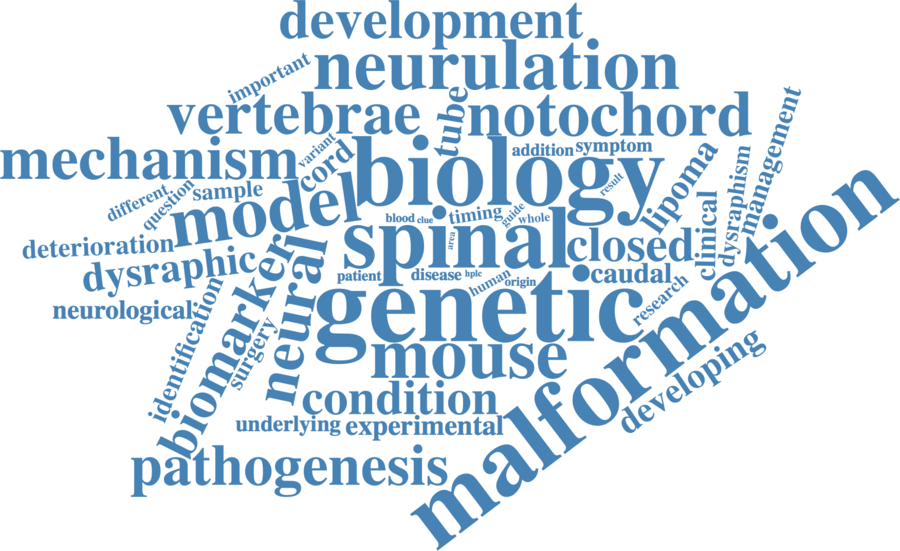 development
important
neurulation
vertebrae
tube
notochord
mechanism
variant
cord
biology
addition
symptom
lipoma
dysraphism
management
different
question
sample
model
result
deterioration
blood
clue
timing
guide
whole
spinal
area
closed
clinical
dysraphic
biomarker
neural
patient
disease
hplc
human
origin
caudal
research
neurological
identification
surgery
genetic
malformation
mouse
condition
developing
underlying
experimental
pathogenesis